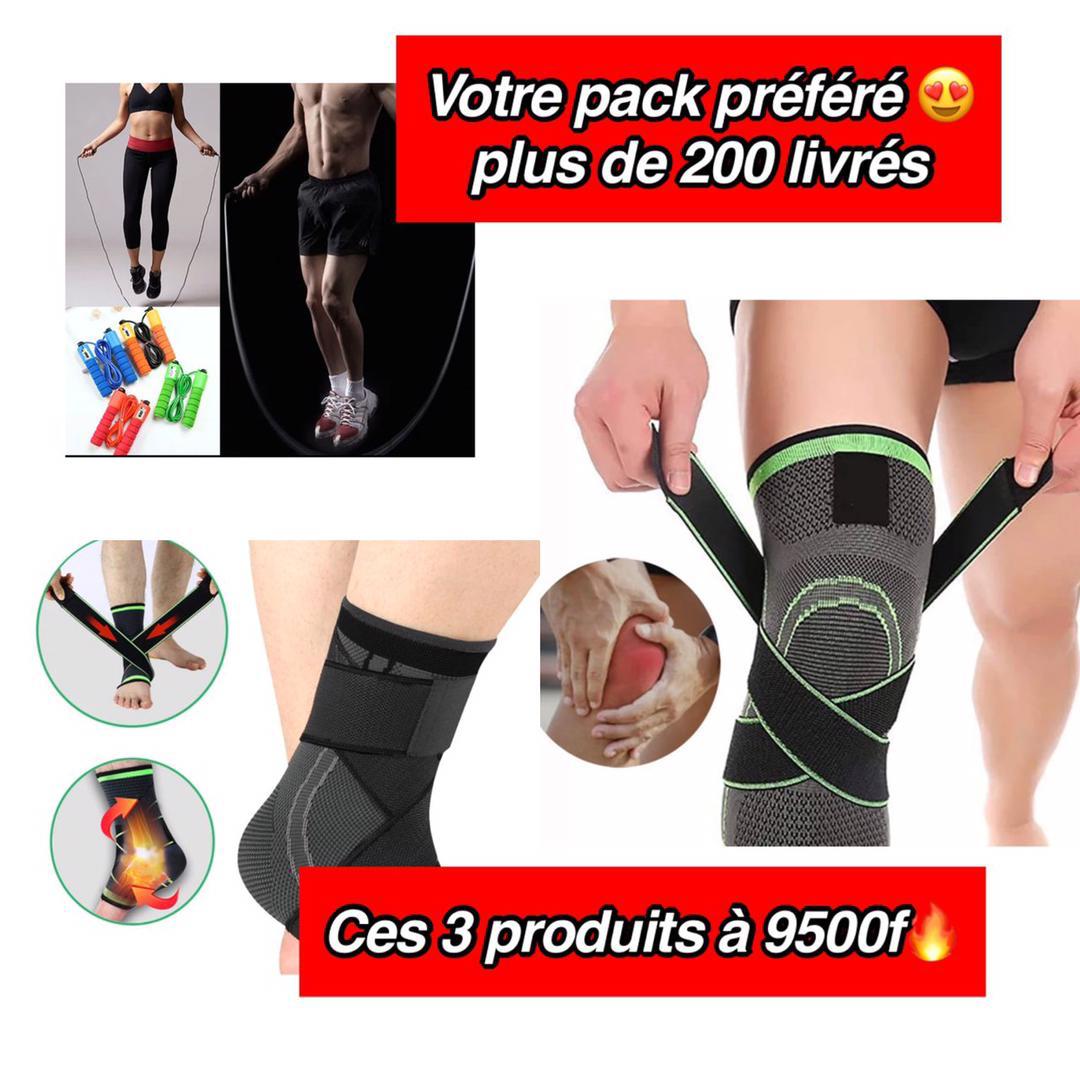 Votre pack préféré 😍
plus de 200 livrés
Ces 3 produits à 9500f🔥